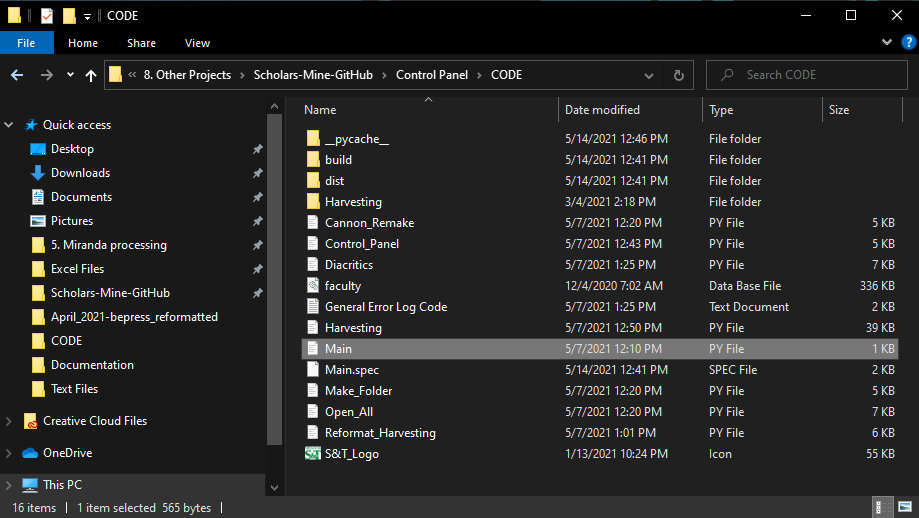 CODE
File Home Share View
« 8. Other Projects > Scholars-Mine-GitHub > Control Panel > CODE Search CODE
Quick access
Desktop
Downloads
Documents
Pictures
5. Miranda processing
Excel Files
Scholars-Mine-GitHub
April_2021-bepress_reformatted
CODE
Documentation
Text Files
Creative Cloud Files
OneDrive
This PC
Name Date modified Type Size
__pycache__ 5/14/2021 12:46 PM File folder
build 5/14/2021 12:41 PM File folder
dist 5/14/2021 12:41 PM File folder
Harvesting 3/4/2021 2:18 PM File folder
Cannon_Remake 5/7/2021 12:20 PM PY File 5 KB
Control_Panel 5/7/2021 12:43 PM PY File 5 KB
Diacritics 5/7/2021 1:25 PM PY File 7 KB
faculty 12/4/2020 7:02 AM Data Base File 336 KB
General Error Log Code 5/7/2021 1:25 PM Text Document 2 KB
Harvesting 5/7/2021 12:50 PM PY File 39 KB
Main 5/7/2021 12:10 PM PY File 1 KB
Main.spec 5/14/2021 12:41 PM SPEC File 2 KB
Make_Folder 5/7/2021 12:20 PM PY File 5 KB
Open_All 5/7/2021 12:20 PM PY File 7 KB
Reformat_Harvesting 5/7/2021 1:01 PM PY File 6 KB
S&T_Logo 1/13/2021 10:24 PM Icon 55 KB
16 items 1 item selected 565 bytes